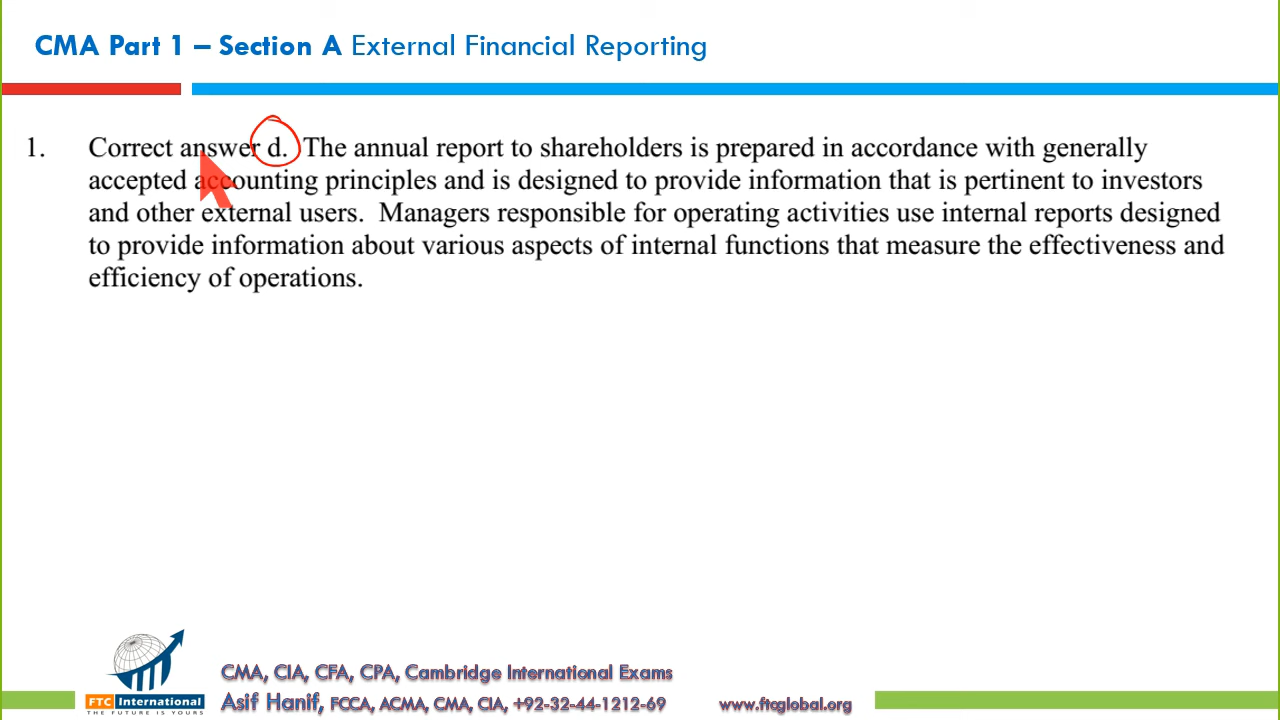 CMA Part 1 – Section A External Financial Reporting
1. Correct answer d. The annual report to shareholders is prepared in accordance with generally
accepted accounting principles and is designed to provide information that is pertinent to investors
and other external users. Managers responsible for operating activities use internal reports designed
to provide information about various aspects of internal functions that measure the effectiveness and
efficiency of operations.
CMA, CIA, CFA, CPA, Cambridge International Exams
FTC International
Asif Hanif, FCCA, ACMA, CMA, CIA, +92-32-44-1212-69 www.ftcglobal.org
THE FUTURE IS YOURS